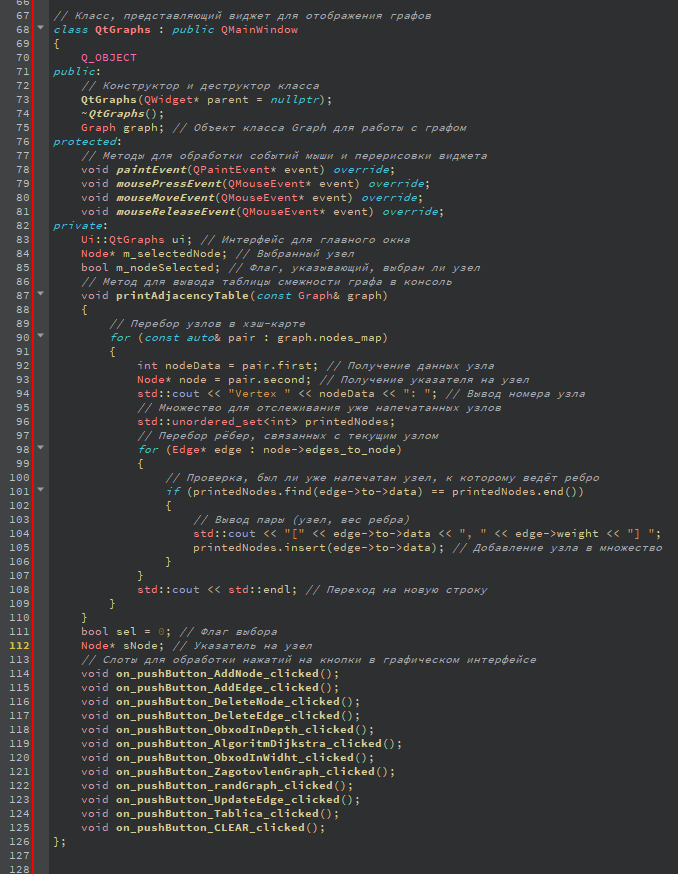 66
67 // Класс, представляющий виджет для отображения графов
68 class QtGraphs : public QMainWindow
69 {
70 Q_OBJECT
71 public:
72 // Конструктор и деструктор класса
73 QtGraphs(QWidget* parent = nullptr);
74 ~QtGraphs();
75 Graph graph; // Объект класса Graph для работы с графом
76 protected:
77 // Методы для обработки событий мыши и перерисовки виджета
78 void paintEvent(QPaintEvent* event) override;
79 void mousePressEvent(QMouseEvent* event) override;
80 void mouseMoveEvent(QMouseEvent* event) override;
81 void mouseReleaseEvent(QMouseEvent* event) override;
82 private:
83 Ui::QtGraphs ui; // Интерфейс для главного окна
84 Node* m_selectedNode; // Выбранный узел
85 bool m_nodeSelected; // Флаг, указывающий, выбран ли узел
86 // Метод для вывода таблицы смежности графа в консоль
87 void printAdjacencyTable(const Graph& graph)
88 {
89 // Перебор узлов в хэш-карте
90 for (const auto& pair : graph.nodes_map)
91 {
92 int nodeData = pair.first; // Получение данных узла
93 Node* node = pair.second; // Получение указателя на узел
94 std::cout << "Vertex " << nodeData << ": "; // Вывод номера узла
95 // Множество для отслеживания уже напечатанных узлов
96 std::unordered_set<int> printedNodes;
97 // Перебор рёбер, связанных с текущим узлом
98 for (Edge* edge : node->edges_to_node)
99 {
100 // Проверка, был ли уже напечатан узел, к которому ведёт ребро
101 if (printedNodes.find(edge->to->data) == printedNodes.end())
102 {
103 // Вывод пары (узел, вес ребра)
104 std::cout << "[" << edge->to->data << ", " << edge->weight << "] ";
105 printedNodes.insert(edge->to->data); // Добавление узла в множество
106 }
107 }
108 std::cout << std::endl; // Переход на новую строку
109 }
110 }
111 bool sel = 0; // Флаг выбора
112 Node* sNode; // Указатель на узел
113 // Слоты для обработки нажатий на кнопки в графическом интерфейсе
114 void on_pushButton_AddNode_clicked();
115 void on_pushButton_AddEdge_clicked();
116 void on_pushButton_DeleteNode_clicked();
117 void on_pushButton_DeleteEdge_clicked();
118 void on_pushButton_ObxodInDepth_clicked();
119 void on_pushButton_AlgoritmDijkstra_clicked();
120 void on_pushButton_ObxodInWidht_clicked();
121 void on_pushButton_ZagotovlenGraph_clicked();
122 void on_pushButton_randGraph_clicked();
123 void on_pushButton_UpdateEdge_clicked();
124 void on_pushButton_Tablica_clicked();
125 void on_pushButton_CLEAR_clicked();
126 };
127
128